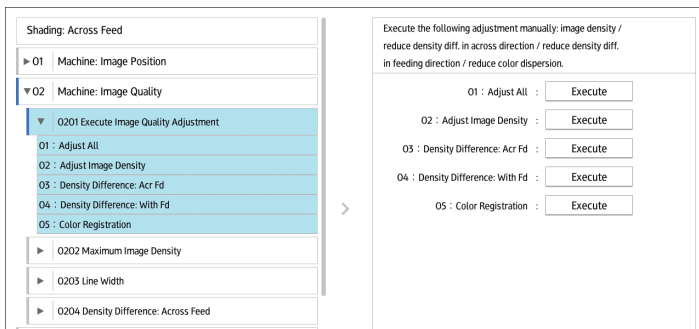 Shading: Across Feed
▶ 01 Machine: Image Position
▼ 02 Machine: Image Quality
▼ 0201 Execute Image Quality Adjustment
01 : Adjust All
02 : Adjust Image Density
03 : Density Difference: Acr Fd
04 : Density Difference: With Fd
05 : Color Registration
▶ 0202 Maximum Image Density
▶ 0203 Line Width
▶ 0204 Density Difference: Across Feed
Execute the following adjustment manually: image density /
reduce density diff. in across direction / reduce density diff.
in feeding direction / reduce color dispersion.
01 : Adjust All : Execute
02 : Adjust Image Density : Execute
03 : Density Difference: Acr Fd : Execute
04 : Density Difference: With Fd : Execute
05 : Color Registration : Execute